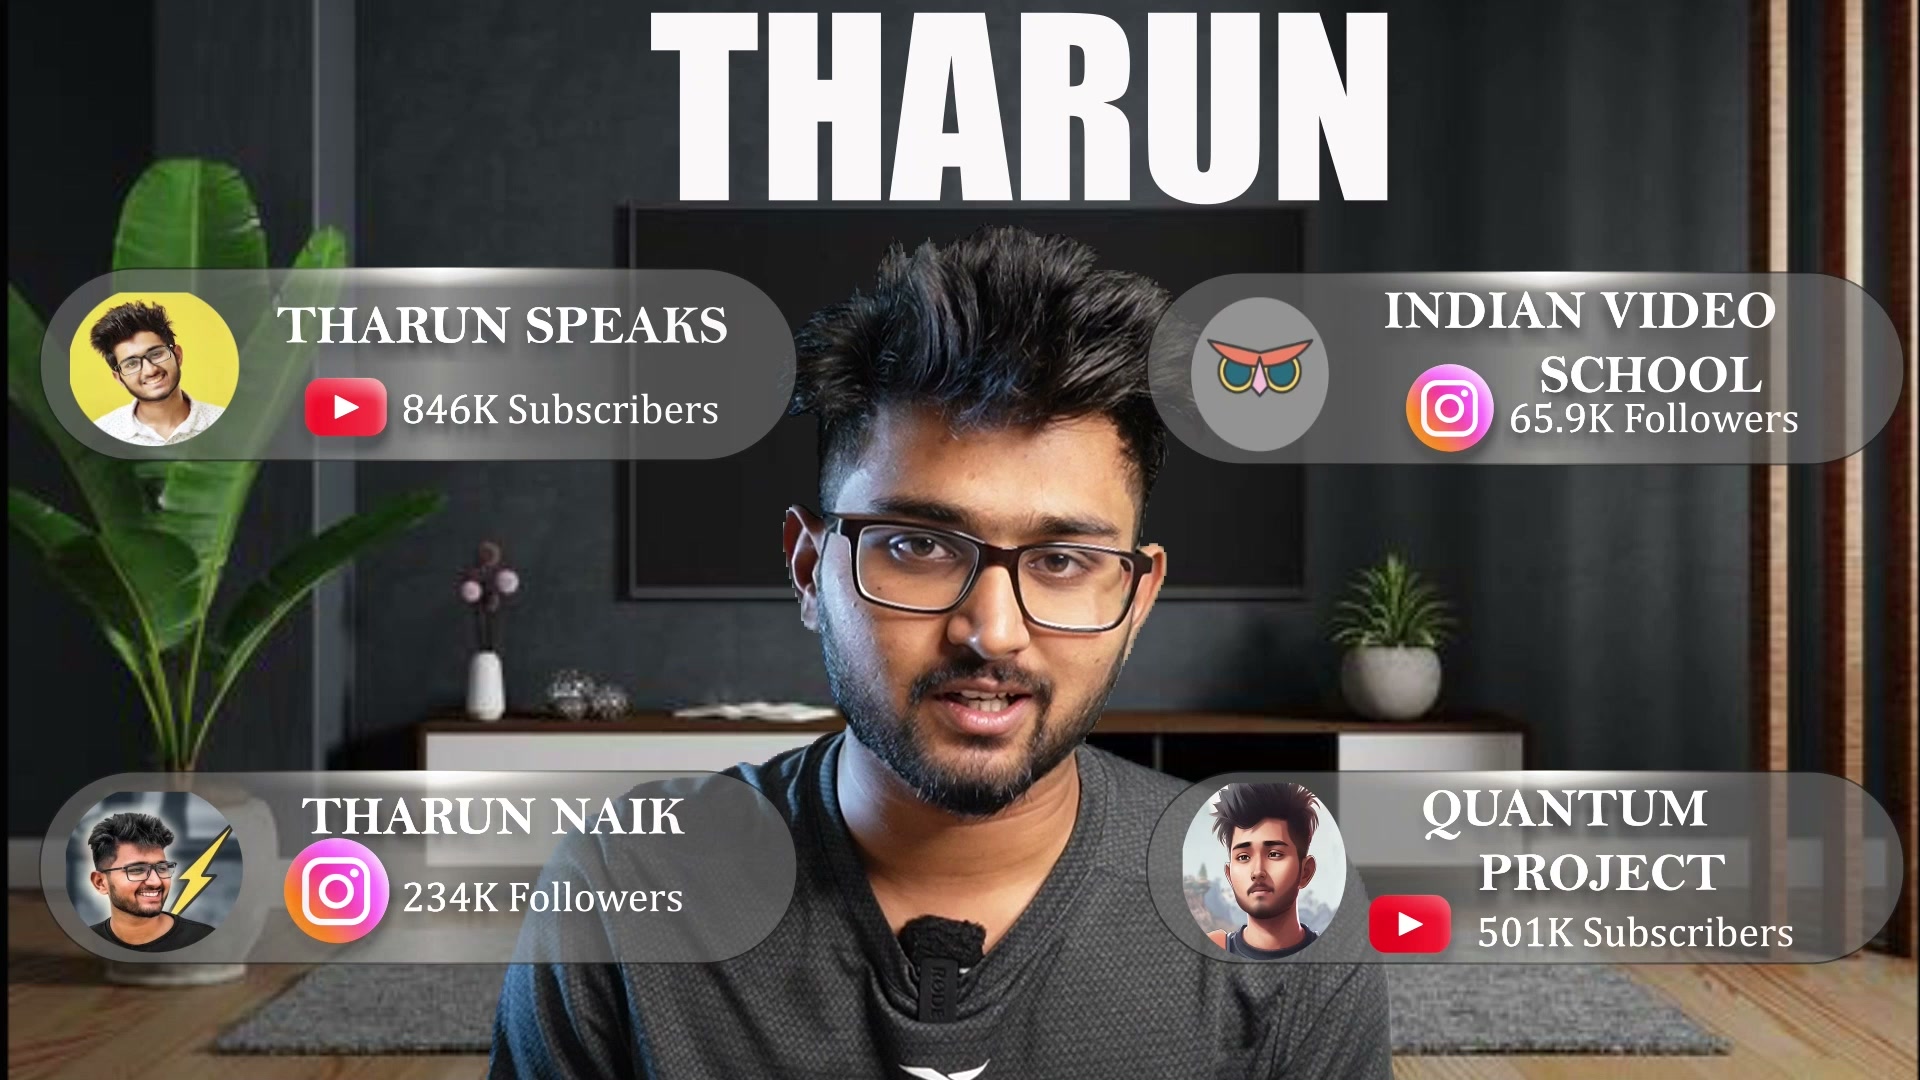 THARUN
THARUN SPEAKS
846K Subscribers
INDIAN VIDEO
SCHOOL
65.9K Followers
THARUN NAIK
234K Followers
QUANTUM
PROJECT
501K Subscribers